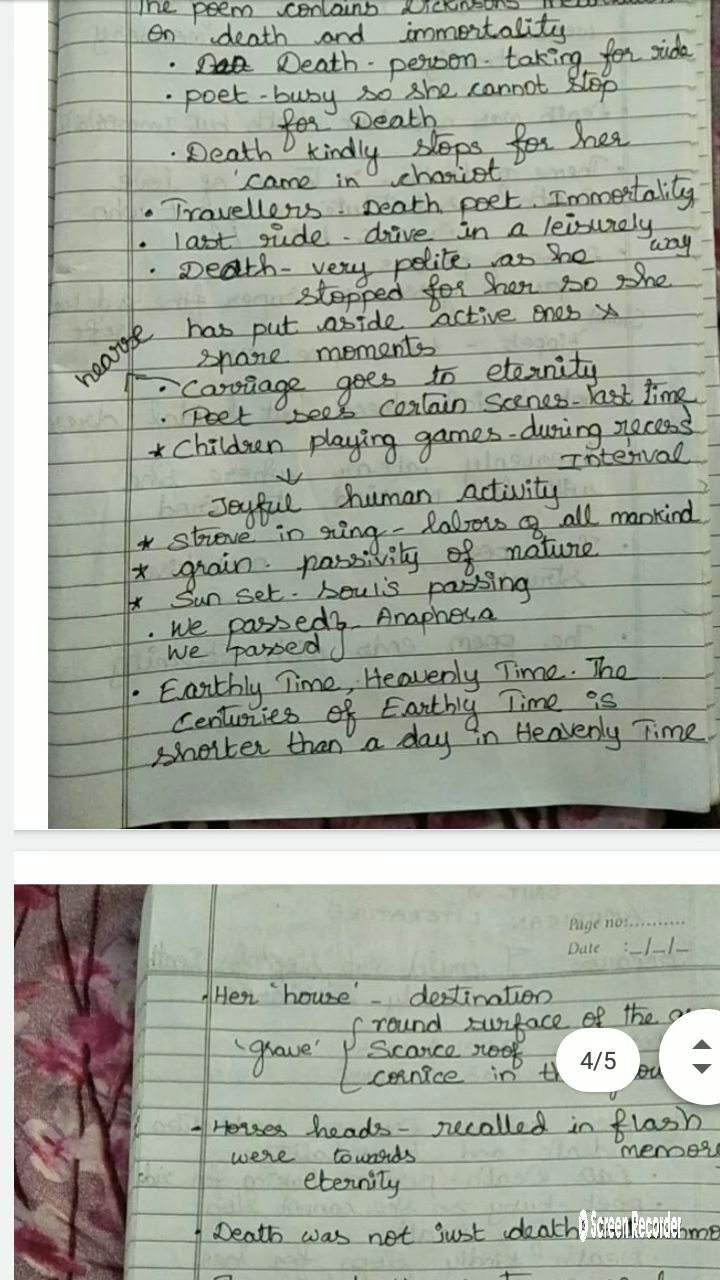 The poem contains Dickinson's
on death and immortality
· Death - person - taking for ride
· poet - busy so she cannot stop
for Death
· Death kindly stops for her
came in chariot
· Travellers - Death, poet, Immortality
· last ride - drive in a leisurely way
· Death - very polite as he
stopped for her so she
has put aside active ones &
spare moments
hearse
· Carriage goes to eternity
· Poet sees certain scenes - last time
* Children playing games - during recess
Interval
↓
Joyful human activity
* Strove in ring - labors of all mankind
* grain - passivity of nature
* Sun set - soul's passing
· We passed } Anaphora
We passed
· Earthly Time, Heavenly Time. The
centuries of Earthly Time is
shorter than a day in Heavenly Time
Page no:..........
Date :_/_/_
· Her 'house' - destination
'grave' { round surface of the
Scarce roof
cornice in
4/5
- Horses heads - recalled in flash
were towards
eternity
· Death was not just death
Screen Recorder